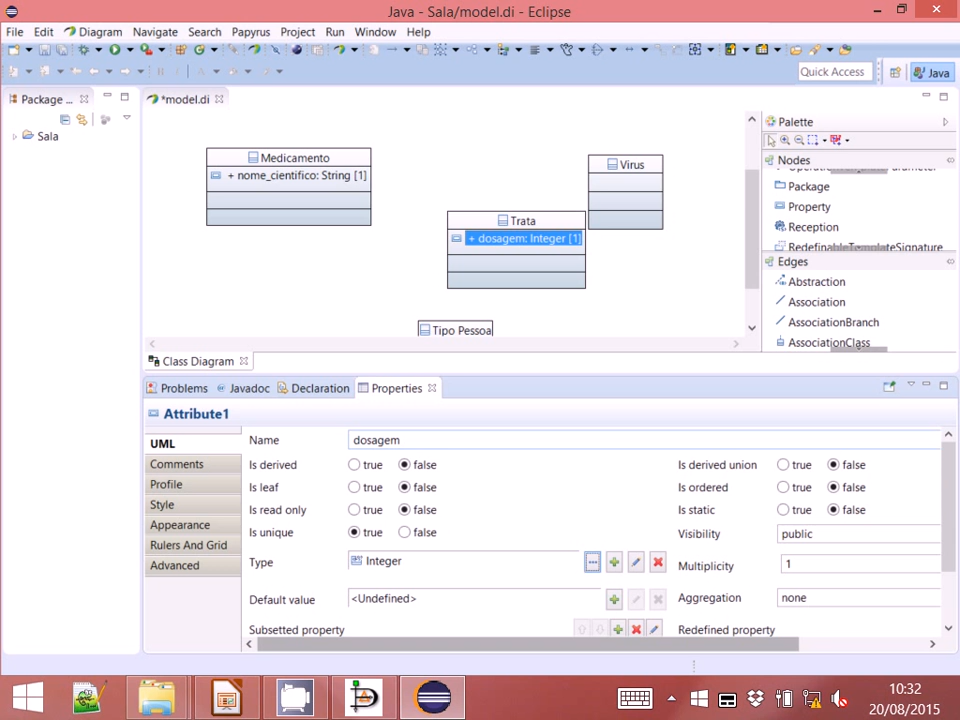 Java - Sala/model.di - Eclipse
File Edit Diagram Navigate Search Papyrus Project Run Window Help
Quick Access
Java
Package ...
*model.di
Sala
Medicamento
+ nome_cientifico: String [1]
Virus
Trata
+ dosagem: Integer [1]
Tipo Pessoa
Palette
Nodes
Package
Property
Reception
RedefinableTemplateSignature
Edges
Abstraction
Association
AssociationBranch
AssociationClass
Class Diagram
Problems Javadoc Declaration Properties
Attribute1
UML
Comments
Profile
Style
Appearance
Rulers And Grid
Advanced
Name dosagem
Is derived true false Is derived union true false
Is leaf true false Is ordered true false
Is read only true false Is static true false
Is unique true false Visibility public
Type Integer Multiplicity 1
Default value <Undefined> Aggregation none
Subsetted property Redefined property
10:32
20/08/2015